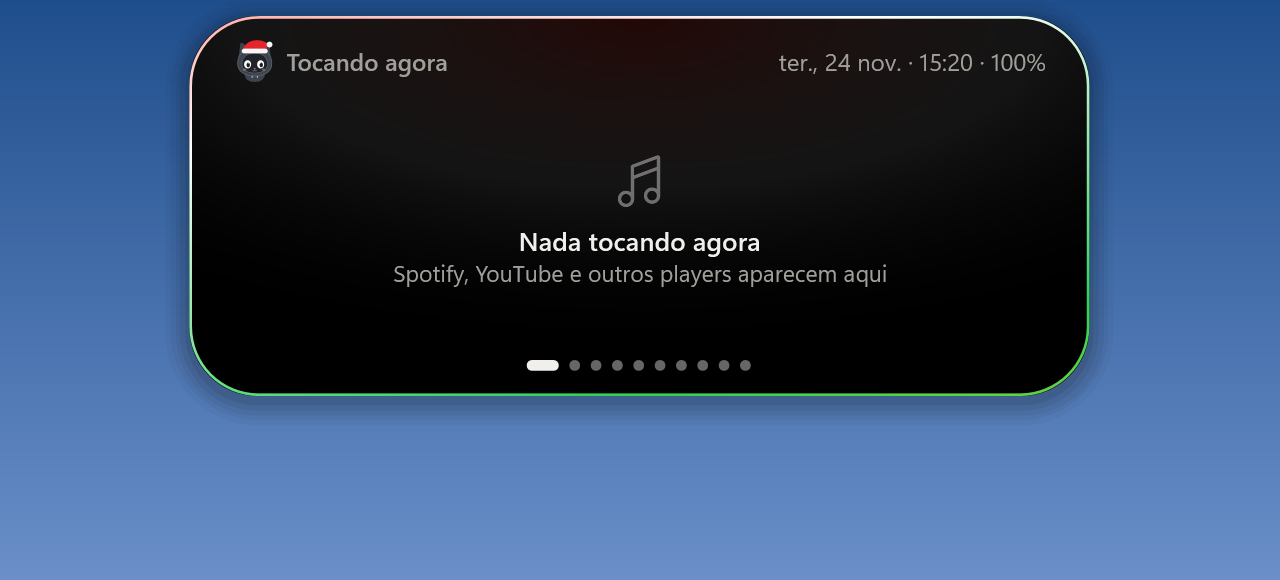 Tocando agora
ter., 24 nov. · 15:20 · 100%
Nada tocando agora
Spotify, YouTube e outros players aparecem aqui